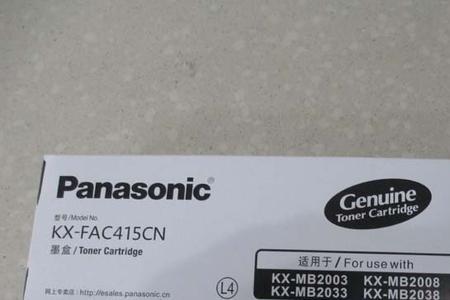 Panasonic®
Genuine
Toner Cartridge
型号/Model No.
KX-FAC415CN
墨盒/Toner Cartridge
适用于/For use with
KX-MB2003 KX-MB2008
KX-MB2033 KX-MB2038
网上专卖店:http://esales.panasonic.cn
L4